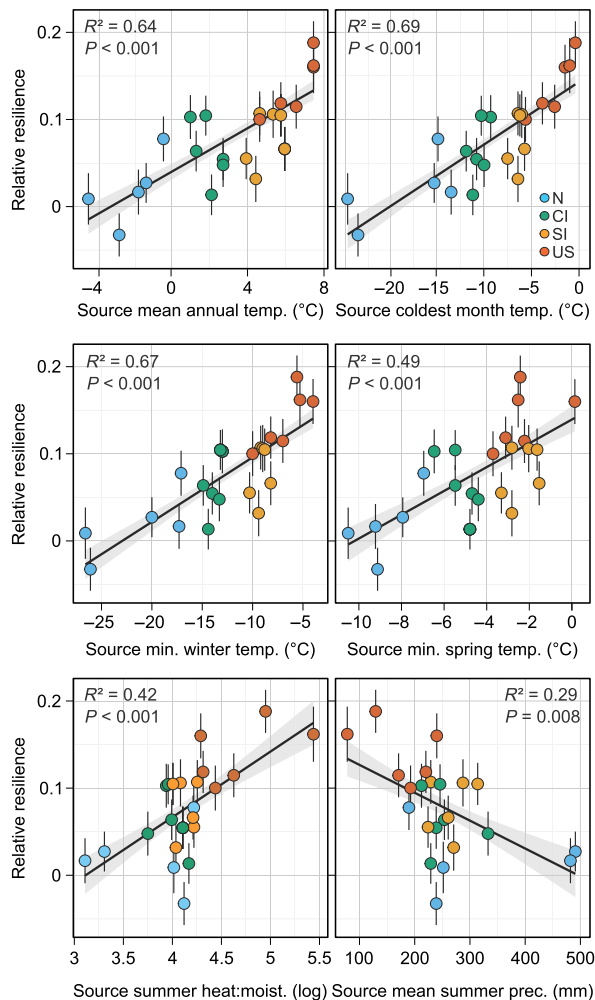 R² = 0.64
P < 0.001
R² = 0.69
P < 0.001
0.2
0.1
0
Relative resilience
N
CI
SI
US
–4 0 4 8
–20 –15 –10 –5 0
Source mean annual temp. (°C)
Source coldest month temp. (°C)
R² = 0.67
P < 0.001
R² = 0.49
P < 0.001
0.2
0.1
0
Relative resilience
–25 –20 –15 –10 –5
–10 –8 –6 –4 –2 0
Source min. winter temp. (°C)
Source min. spring temp. (°C)
R² = 0.42
P < 0.001
R² = 0.29
P = 0.008
0.2
0.1
0
Relative resilience
3 3.5 4 4.5 5 5.5
100 200 300 400 500
Source summer heat:moist. (log)
Source mean summer prec. (mm)